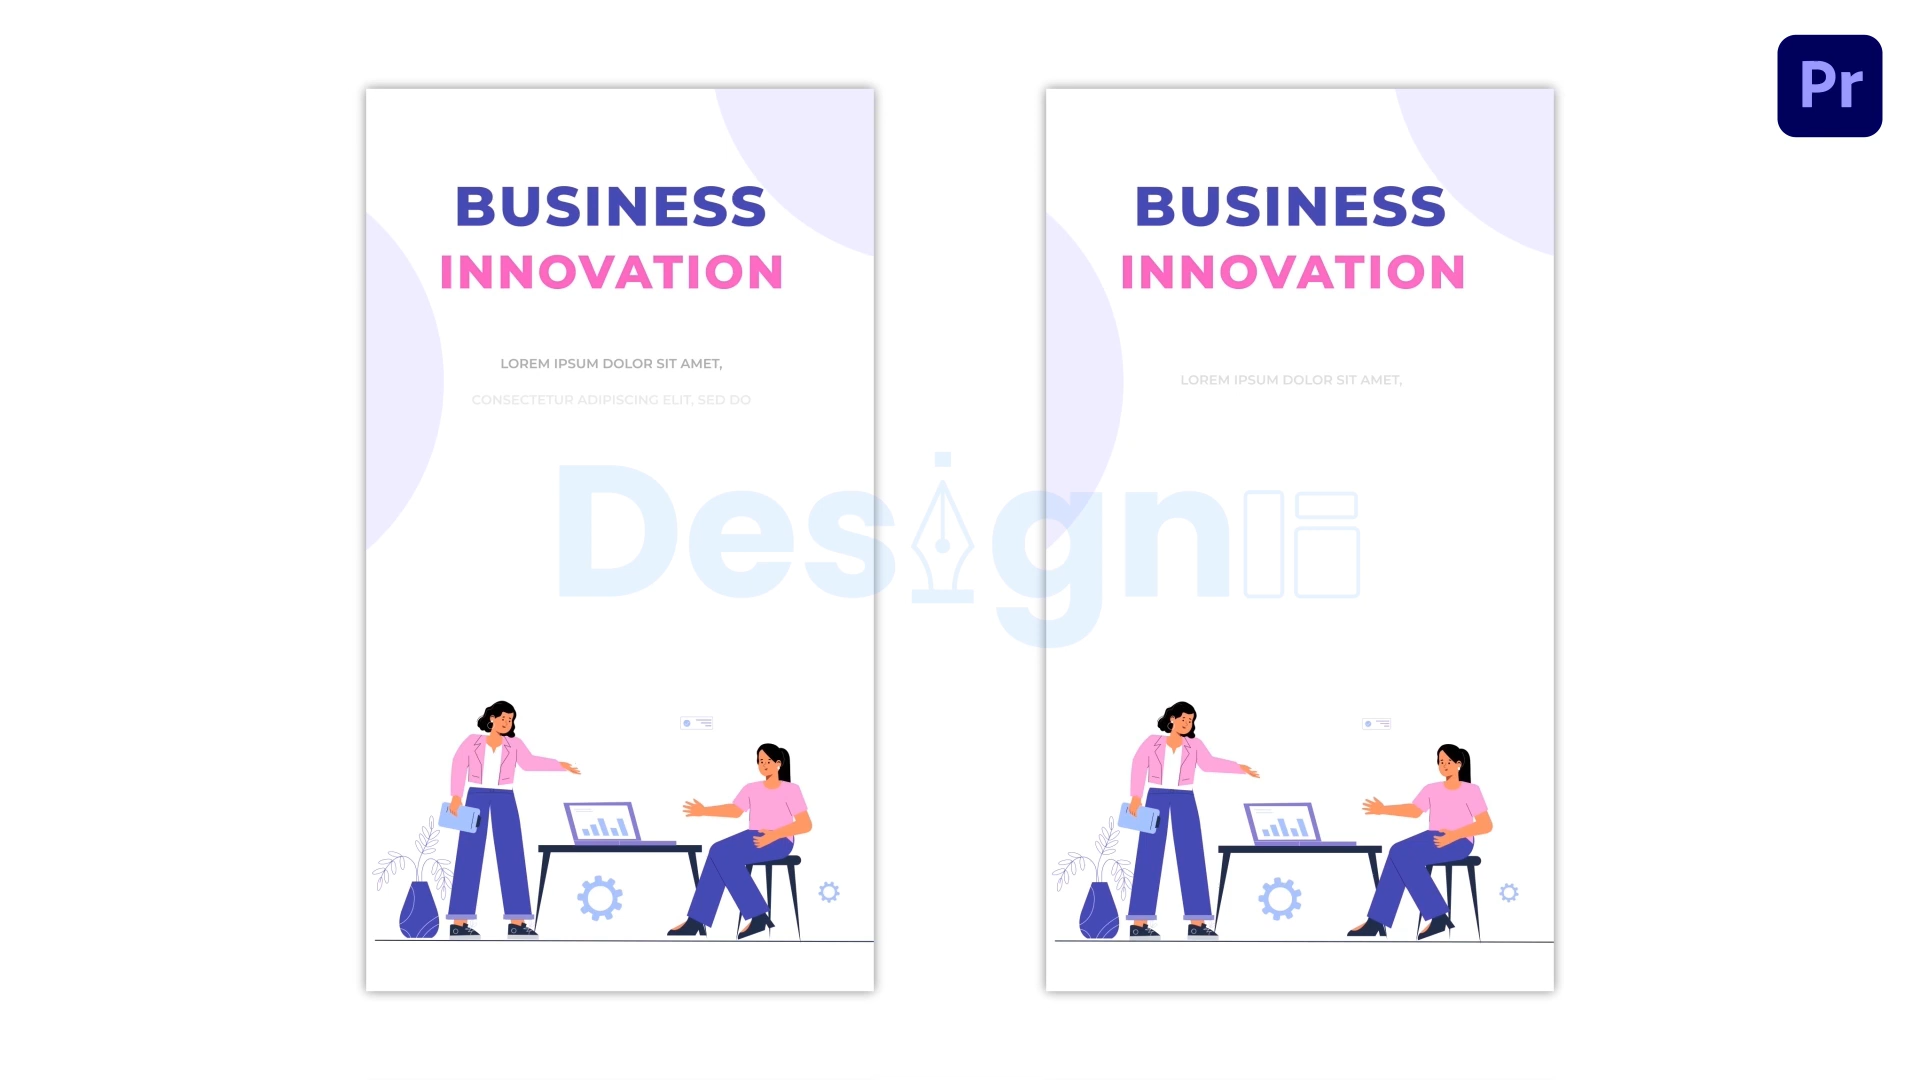 Pr
BUSINESS
INNOVATION
LOREM IPSUM DOLOR SIT AMET,
CONSECTETUR ADIPISCING ELIT, SED DO
BUSINESS
INNOVATION
LOREM IPSUM DOLOR SIT AMET,
Design